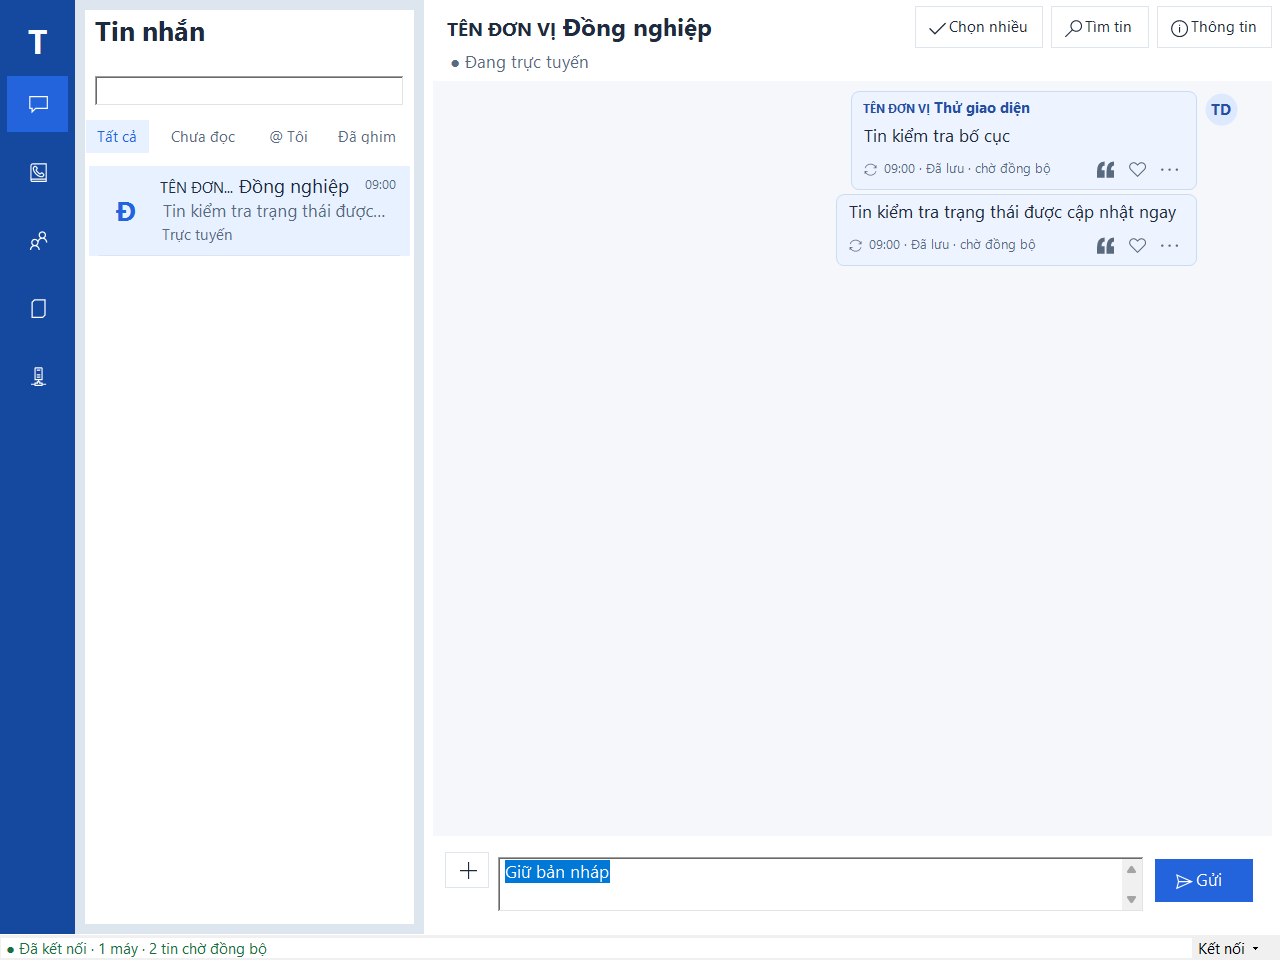 T
Tin nhắn
Tất cả
Chưa đọc
@ Tôi
Đã ghim
Đ
TÊN ĐƠN... Đồng nghiệp
09:00
Tin kiểm tra trạng thái được...
Trực tuyến
TÊN ĐƠN VỊ Đồng nghiệp
● Đang trực tuyến
Chọn nhiều
Tìm tin
Thông tin
TÊN ĐƠN VỊ Thử giao diện
TD
Tin kiểm tra bố cục
09:00 · Đã lưu · chờ đồng bộ
Tin kiểm tra trạng thái được cập nhật ngay
09:00 · Đã lưu · chờ đồng bộ
Giữ bản nháp
Gửi
● Đã kết nối · 1 máy · 2 tin chờ đồng bộ
Kết nối